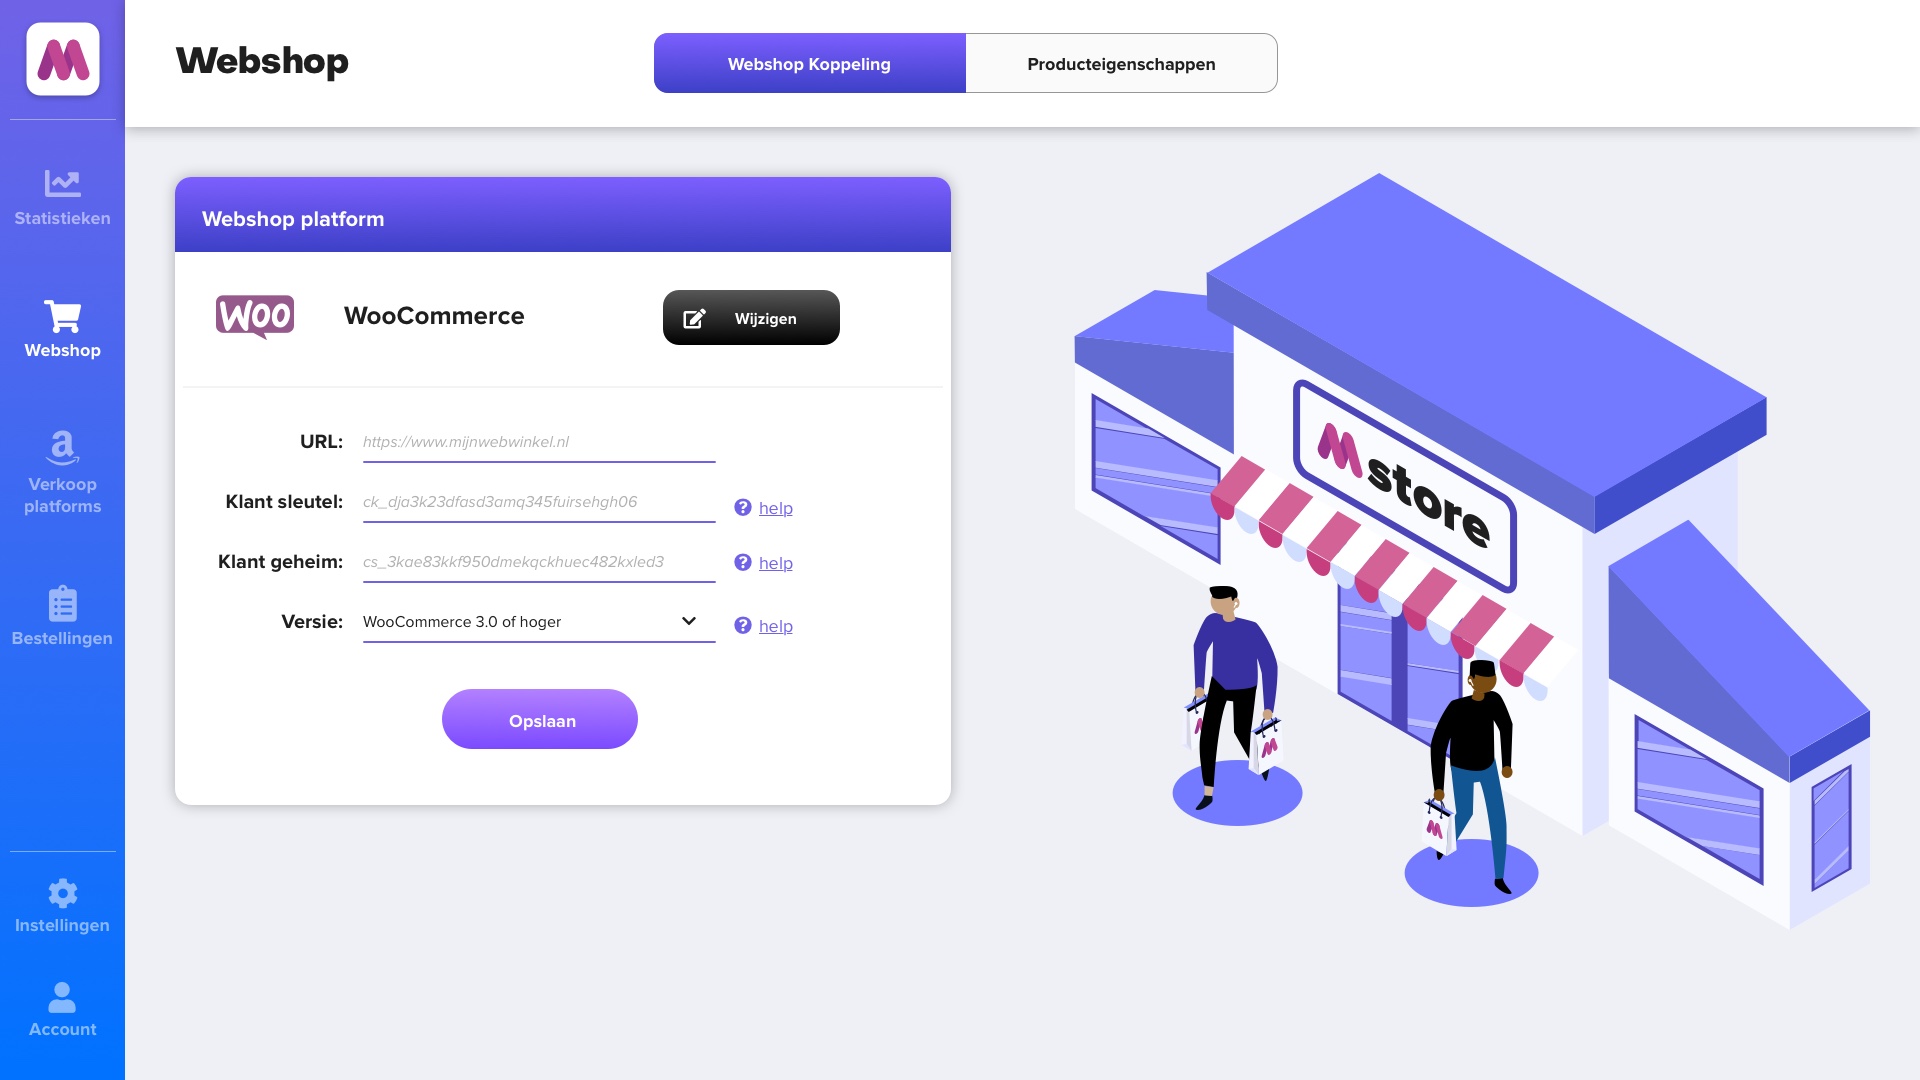 Webshop
Webshop Koppeling
Producteigenschappen
Statistieken
Webshop
Verkoop
platforms
Bestellingen
Instellingen
Account
Webshop platform
WOO
WooCommerce
Wijzigen
URL:
https://www.mijnwebwinkel.nl
Klant sleutel:
ck_dja3k23dfasd3amq345fuirsehgh06
help
Klant geheim:
cs_3kae83kkf950dmekqckhuec482kxled3
help
Versie:
WooCommerce 3.0 of hoger
help
Opslaan
M store